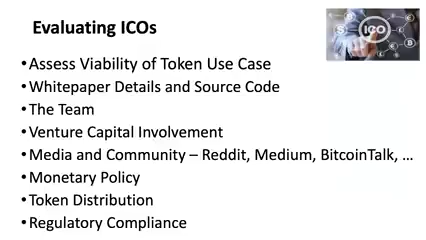 Evaluating ICOs
ICO
•Assess Viability of Token Use Case
•Whitepaper Details and Source Code
•The Team
•Venture Capital Involvement
•Media and Community – Reddit, Medium, BitcoinTalk, ...
•Monetary Policy
•Token Distribution
•Regulatory Compliance